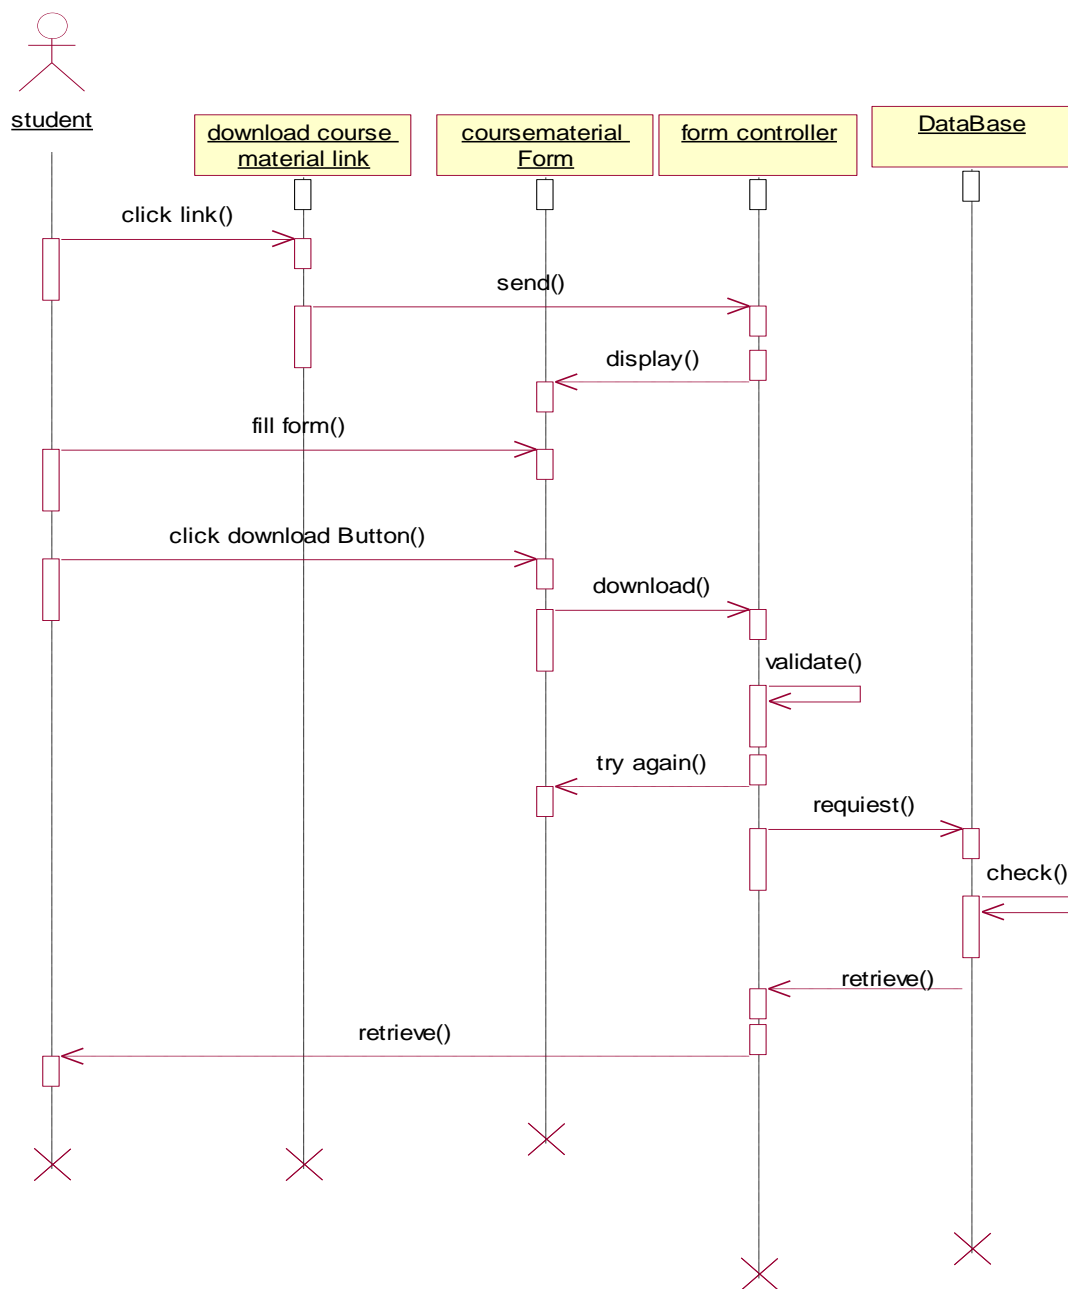 student
download course
material link
coursematerial
Form
form controller
DataBase
click link()
send()
display()
fill form()
click download Button()
download()
validate()
try again()
requiest()
check()
retrieve()
retrieve()